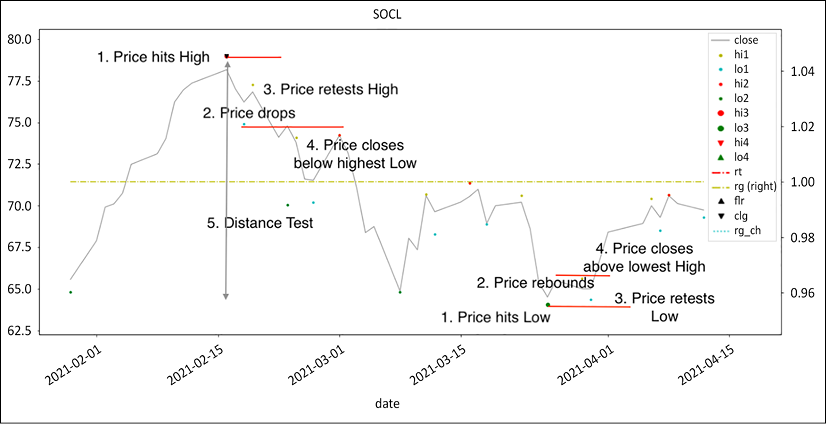 SOCL
80.0
77.5
75.0
72.5
70.0
67.5
65.0
62.5
1. Price hits High
3. Price retests High
2. Price drops
4. Price closes
below highest Low
5. Distance Test
4. Price closes
above lowest High
2. Price rebounds
3. Price retests
Low
1. Price hits Low
close
hi1
lo1
hi2
lo2
hi3
lo3
hi4
lo4
rt
rg (right)
flr
clg
rg_ch
1.04
1.02
1.00
0.98
0.96
2021-02-01
2021-02-15
2021-03-01
2021-03-15
2021-04-01
2021-04-15
date